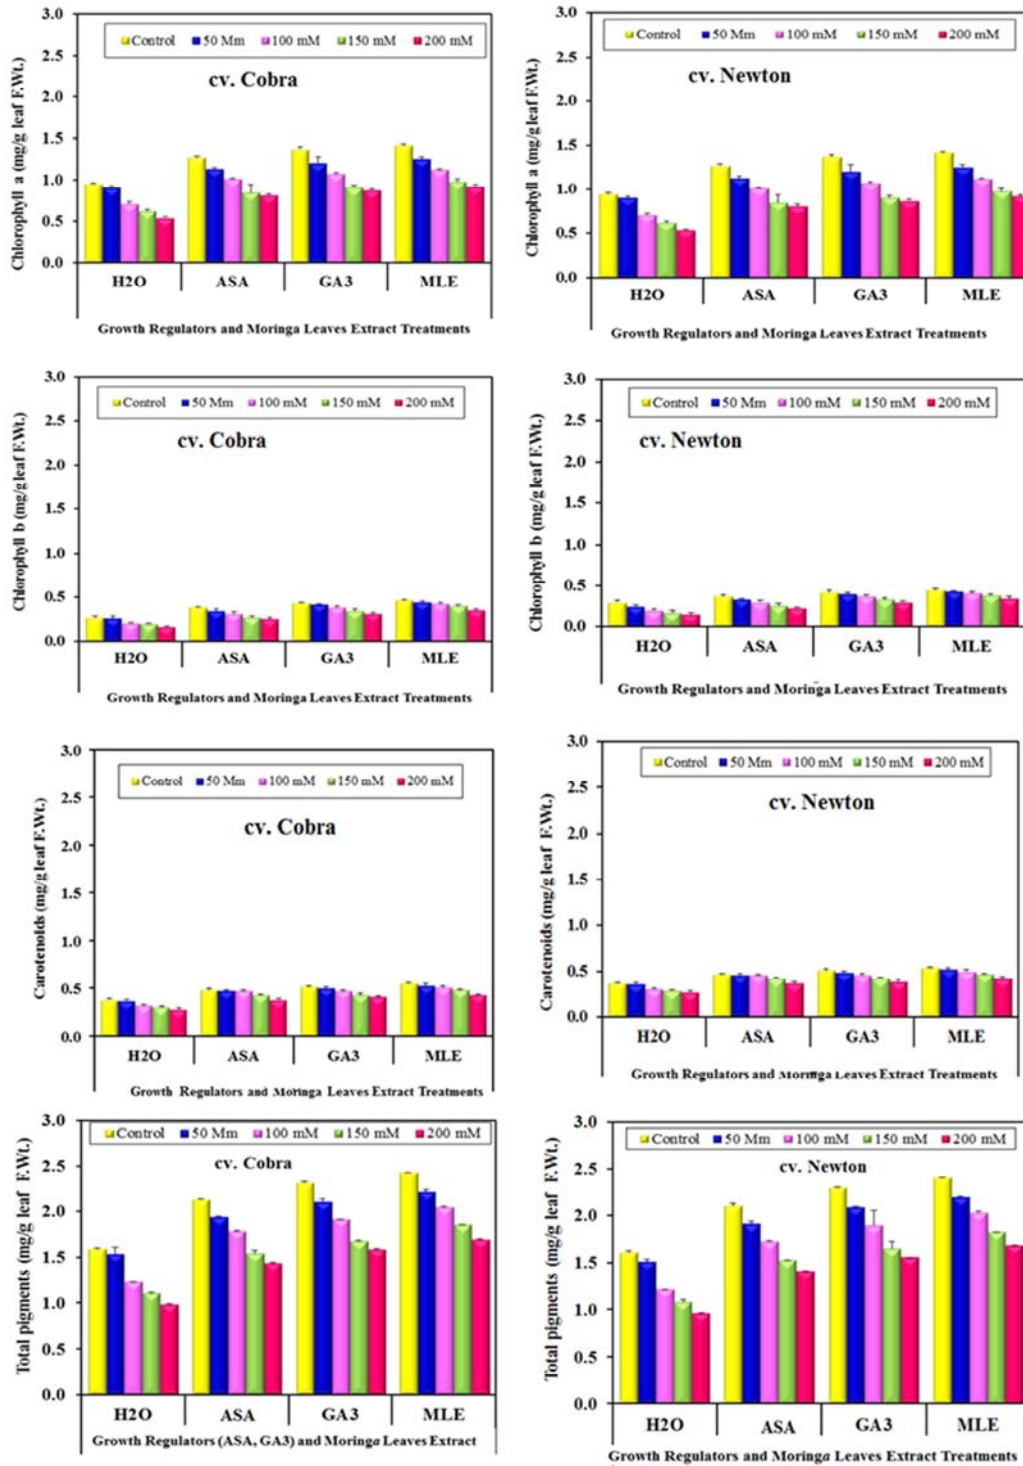 Chlorophyll a (mg/g leaf F.Wt.)
3.0
2.5
2.0
1.5
1.0
0.5
0.0
Control 50 Mm 100 mM 150 mM 200 mM
cv. Cobra
H2O ASA GA3 MLE
Growth Regulators and Moringa Leaves Extract Treatments
Chlorophyll a (mg/g leaf F.Wt.)
3.0
2.5
2.0
1.5
1.0
0.5
0.0
Control 50 Mm 100 mM 150 mM 200 mM
cv. Newton
H2O ASA GA3 MLE
Growth Regulators and Moringa Leaves Extract Treatments
Chlorophyll b (mg/g leaf F.Wt.)
3.0
2.5
2.0
1.5
1.0
0.5
0.0
Control 50 Mm 100 mM 150 mM 200 mM
cv. Cobra
H2O ASA GA3 MLE
Growth Regulators and Moringa Leaves Extract Treatments
Chlorophyll b (mg/g leaf F.Wt.)
3.0
2.5
2.0
1.5
1.0
0.5
0.0
Control 50 Mm 100 mM 150 mM 200 mM
cv. Newton
H2O ASA GA3 MLE
Growth Regulators and Moringa Leaves Extract Treatments
Carotenoids (mg/g leaf F.Wt.)
3.0
2.5
2.0
1.5
1.0
0.5
0.0
Control 50 Mm 100 mM 150 mM 200 mM
cv. Cobra
H2O ASA GA3 MLE
Growth Regulators and Moringa Leaves Extract Treatments
Carotenoids (mg/g leaf F.Wt.)
3.0
2.5
2.0
1.5
1.0
0.5
0.0
Control 50 Mm 100 mM 150 mM 200 mM
cv. Newton
H2O ASA GA3 MLE
Growth Regulators and Moringa Leaves Extract Treatments
Total pigments (mg/g leaf F.Wt.)
3.0
2.5
2.0
1.5
1.0
0.5
0.0
Control 50 Mm 100 mM 150 mM 200 mM
cv. Cobra
H2O ASA GA3 MLE
Growth Regulators (ASA, GA3) and Moringa Leaves Extract
Total pigments (mg/g leaf F.Wt.)
3.0
2.5
2.0
1.5
1.0
0.5
0.0
Control 50 Mm 100 mM 150 mM 200 mM
cv. Newton
H2O ASA GA3 MLE
Growth Regulators and Moringa Leaves Extract Treatments